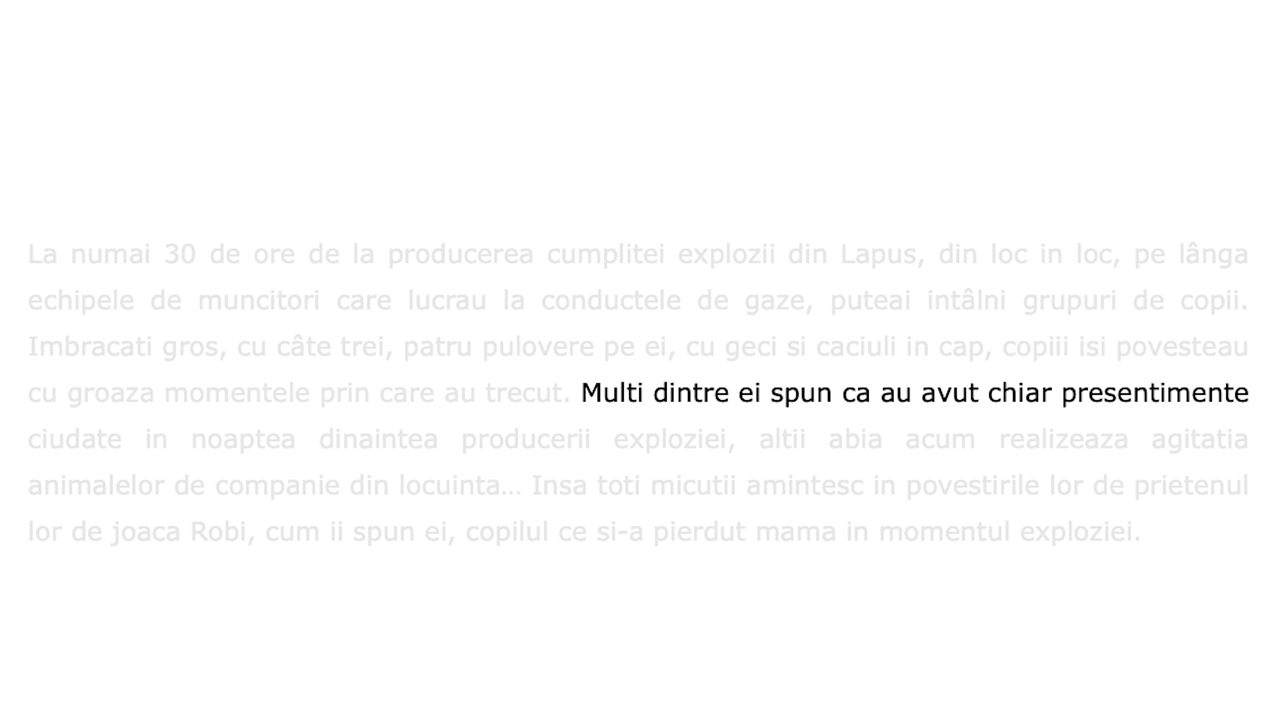 La numai 30 de ore de la producerea cumplitei explozii din Lapus, din loc in loc, pe lânga
echipele de muncitori care lucrau la conductele de gaze, puteai intâlni grupuri de copii.
Imbracati gros, cu câte trei, patru pulovere pe ei, cu geci si caciuli in cap, copiii isi povesteau
cu groaza momentele prin care au trecut. Multi dintre ei spun ca au avut chiar presentimente
ciudate in noaptea dinaintea producerii exploziei, altii abia acum realizeaza agitatia
animalelor de companie din locuinta... Insa toti micutii amintesc in povestirile lor de prietenul
lor de joaca Robi, cum ii spun ei, copilul ce si-a pierdut mama in momentul exploziei.